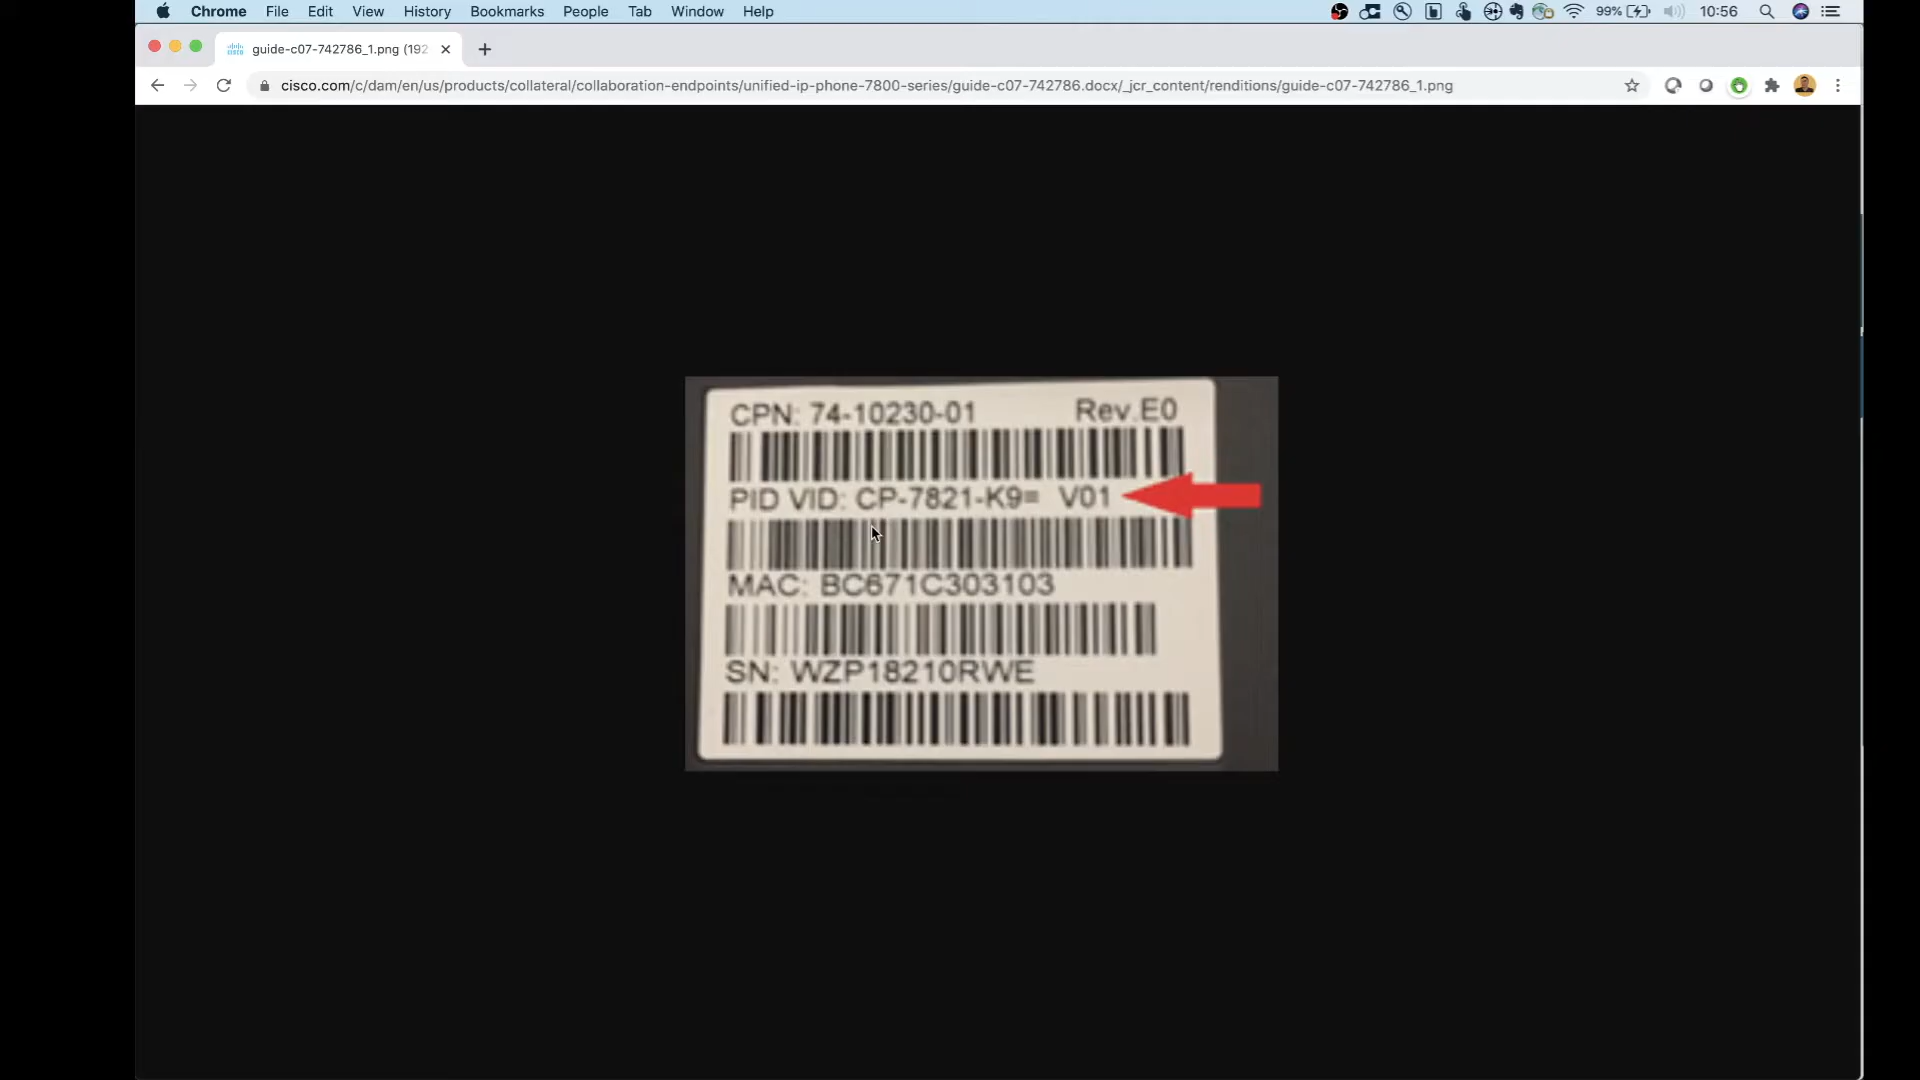 Chrome File Edit View History Bookmarks People Tab Window Help 99% 10:56
guide-c07-742786_1.png (192
cisco.com/c/dam/en/us/products/collateral/collaboration-endpoints/unified-ip-phone-7800-series/guide-c07-742786.docx/_jcr_content/renditions/guide-c07-742786_1.png
CPN: 74-10230-01 Rev.E0
PID VID: CP-7821-K9= V01
MAC: BC671C303103
SN: WZP18210RWE